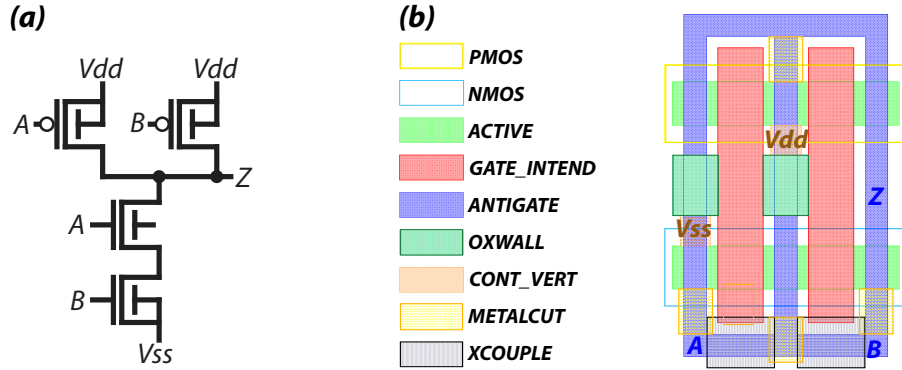 (a)
Vdd
Vdd
A
B
Z
A
B
Vss
(b)
PMOS
NMOS
ACTIVE
GATE_INTEND
ANTIGATE
OXWALL
CONT_VERT
METALCUT
XCOUPLE
Vdd
Z
Vss
A
B